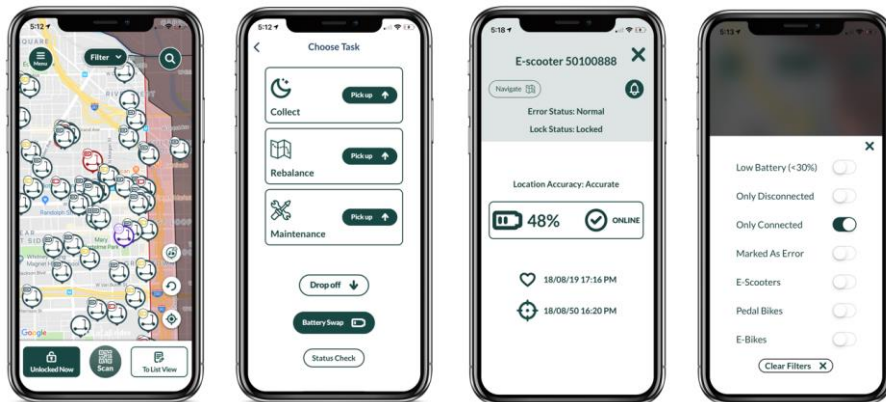 5:12
Menu
Filter
Randolph St
Mary
Google
Unlocked Now
Scan
To List View
5:12
Choose Task
Collect
Pick up
Rebalance
Pick up
Maintenance
Pick up
Drop off
Battery Swap
Status Check
5:18
E-scooter 50100888
Navigate
Error Status: Normal
Lock Status: Locked
Location Accuracy: Accurate
48%
ONLINE
18/08/19 17:16 PM
18/08/50 16:20 PM
5:13
Low Battery (<30%)
Only Disconnected
Only Connected
Marked As Error
E-Scooters
Pedal Bikes
E-Bikes
Clear Filters X